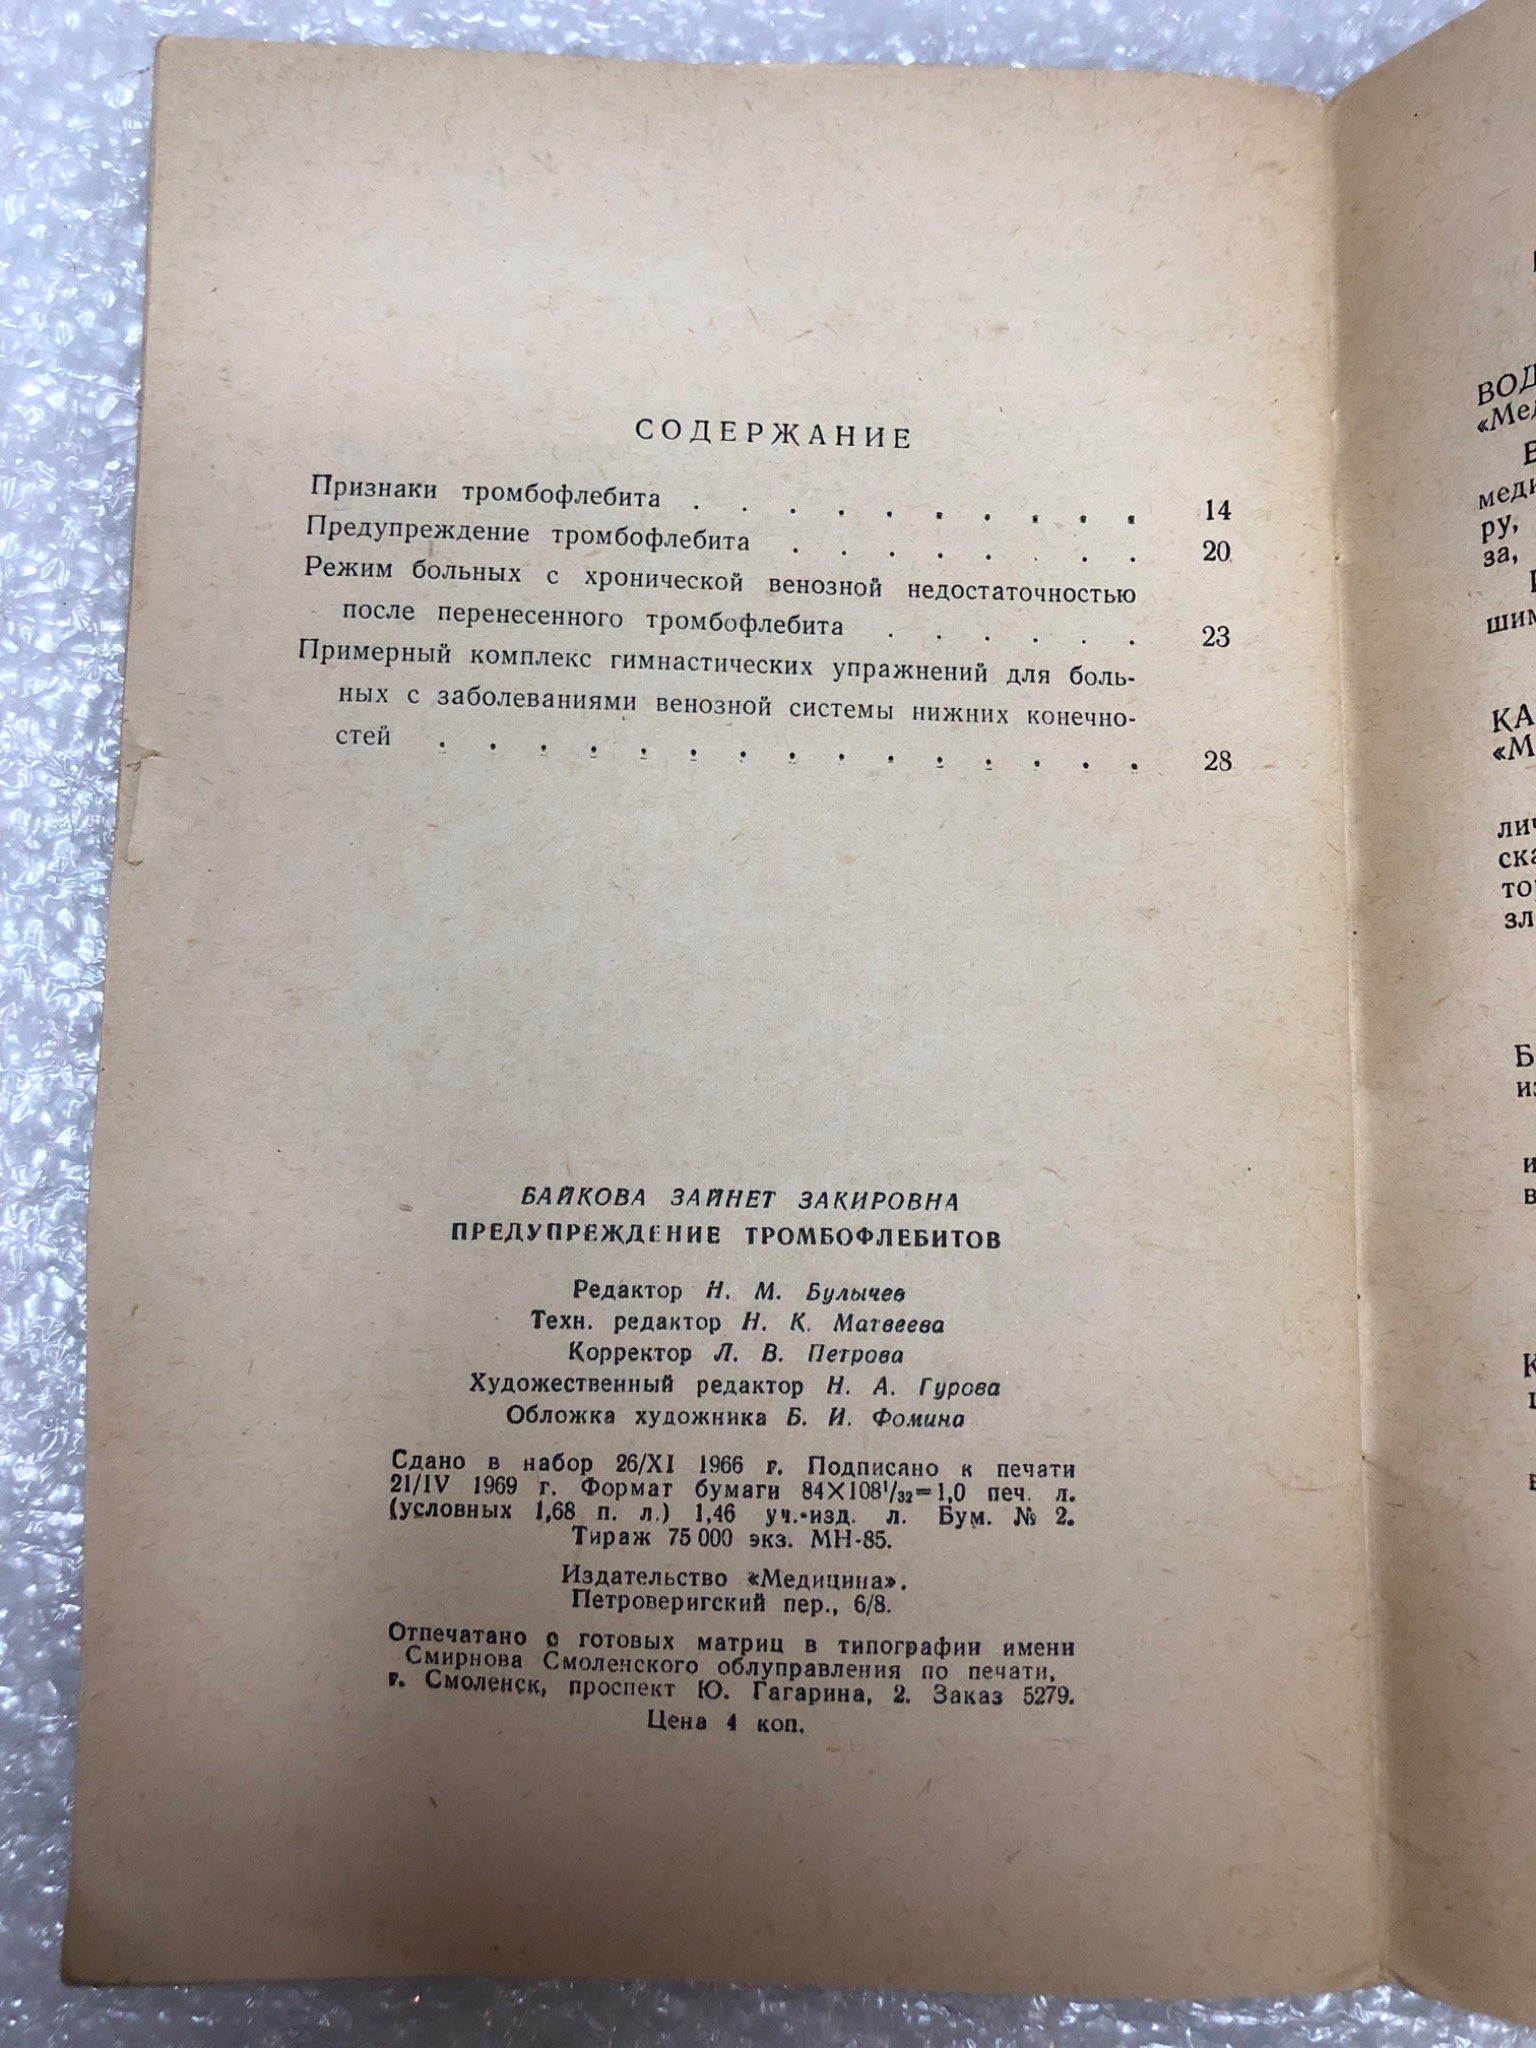 СОДЕРЖАНИЕ
Признаки тромбофлебита . . . . . . . . . . 14
Предупреждение тромбофлебита . . . . . . . . 20
Режим больных с хронической венозной недостаточностью
после перенесенного тромбофлебита . . . . . . 23
Примерный комплекс гимнастических упражнений для боль-
ных с заболеваниями венозной системы нижних конечно-
стей . . . . . . . . . . . . . . . 28
БАЙКОВА ЗАЙНЕТ ЗАКИРОВНА
ПРЕДУПРЕЖДЕНИЕ ТРОМБОФЛЕБИТОВ
Редактор Н. М. Булычев
Техн. редактор Н. К. Матвеева
Корректор Л. В. Петрова
Художественный редактор Н. А. Гурова
Обложка художника Б. И. Фомина
Сдано в набор 26/XI 1966 г. Подписано к печати
21/IV 1969 г. Формат бумаги 84×108¹/₃₂=1,0 печ. л.
(условных 1,68 п. л.) 1,46 уч.-изд. л. Бум. № 2.
Тираж 75 000 экз. МН-85.
Издательство «Медицина».
Петроверигский пер., 6/8.
Отпечатано с готовых матриц в типографии имени
Смирнова Смоленского облуправления по печати,
г. Смоленск, проспект Ю. Гагарина, 2. Заказ 5279.
Цена 4 коп.
ру,
за,